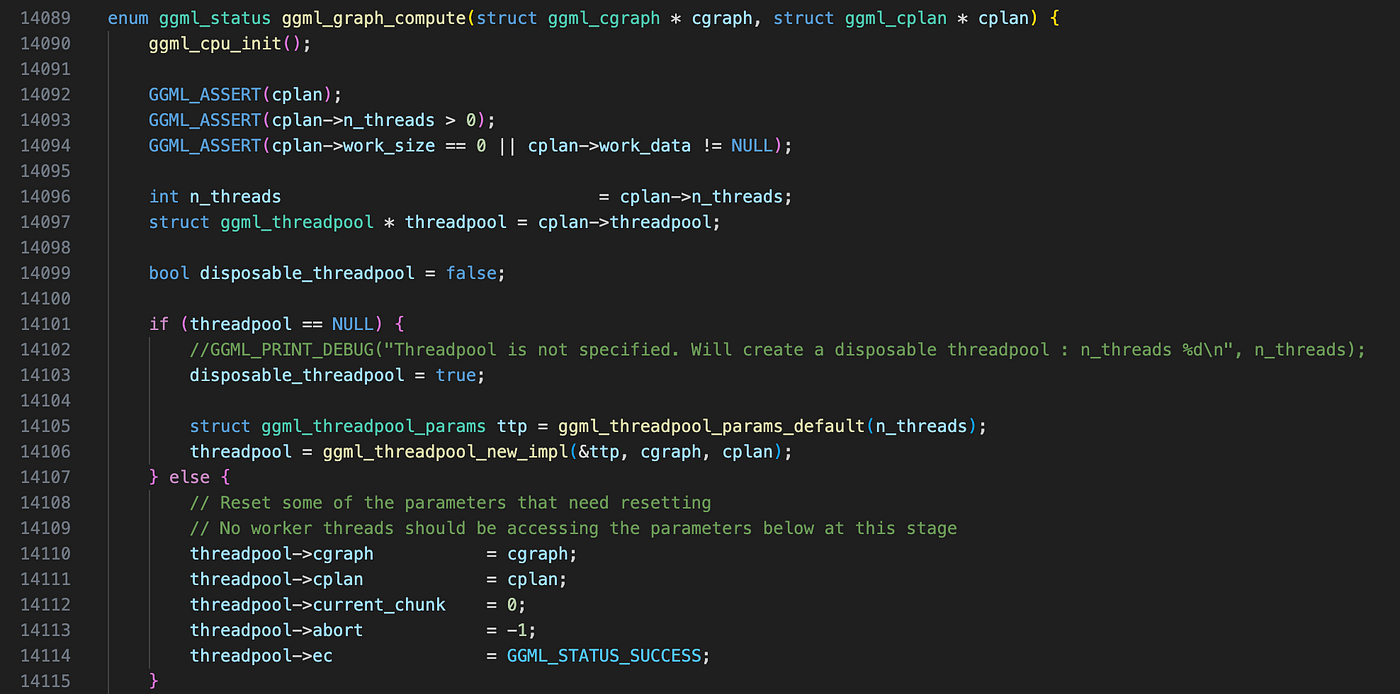 14089 enum ggml_status ggml_graph_compute(struct ggml_cgraph * cgraph, struct ggml_cplan * cplan) {
14090     ggml_cpu_init();
14091
14092     GGML_ASSERT(cplan);
14093     GGML_ASSERT(cplan->n_threads > 0);
14094     GGML_ASSERT(cplan->work_size == 0 || cplan->work_data != NULL);
14095
14096     int n_threads                               = cplan->n_threads;
14097     struct ggml_threadpool * threadpool = cplan->threadpool;
14098
14099     bool disposable_threadpool = false;
14100
14101     if (threadpool == NULL) {
14102         //GGML_PRINT_DEBUG("Threadpool is not specified. Will create a disposable threadpool : n_threads %d\n", n_threads);
14103         disposable_threadpool = true;
14104
14105         struct ggml_threadpool_params ttp = ggml_threadpool_params_default(n_threads);
14106         threadpool = ggml_threadpool_new_impl(&ttp, cgraph, cplan);
14107     } else {
14108         // Reset some of the parameters that need resetting
14109         // No worker threads should be accessing the parameters below at this stage
14110         threadpool->cgraph           = cgraph;
14111         threadpool->cplan            = cplan;
14112         threadpool->current_chunk    = 0;
14113         threadpool->abort            = -1;
14114         threadpool->ec               = GGML_STATUS_SUCCESS;
14115     }